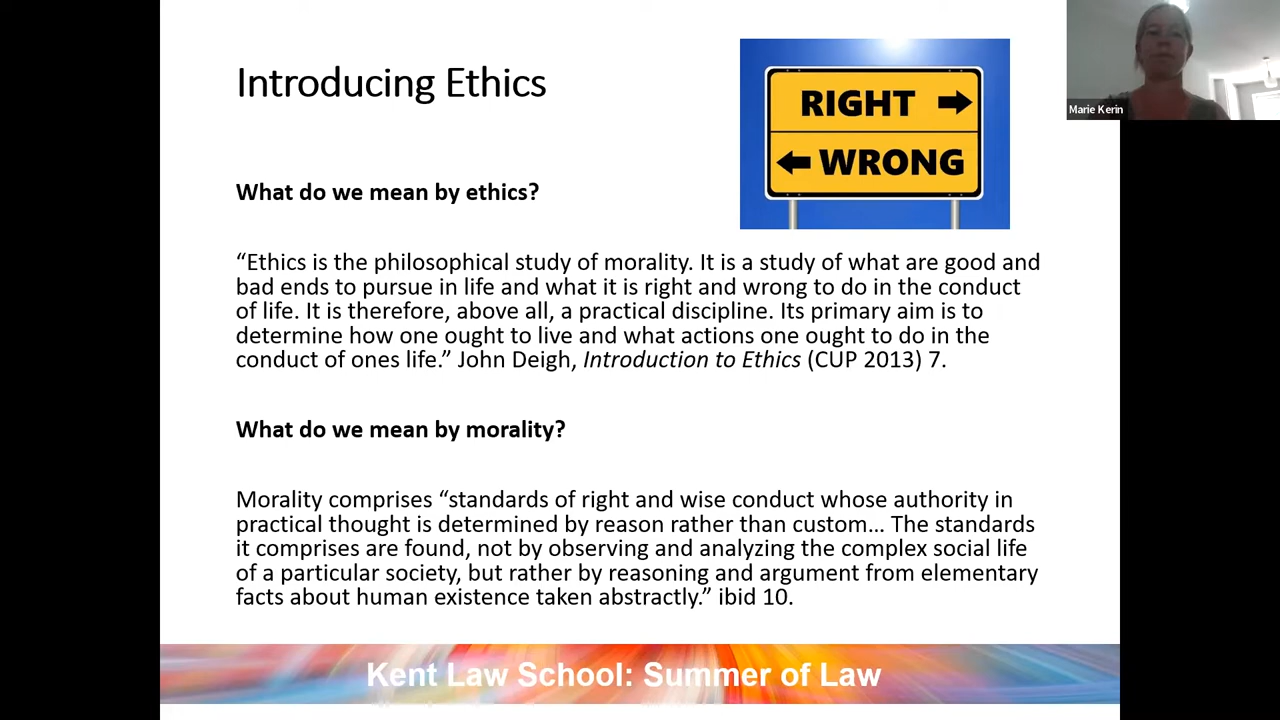 Introducing Ethics
RIGHT
WRONG
Marie Kerin
What do we mean by ethics?
“Ethics is the philosophical study of morality. It is a study of what are good and
bad ends to pursue in life and what it is right and wrong to do in the conduct
of life. It is therefore, above all, a practical discipline. Its primary aim is to
determine how one ought to live and what actions one ought to do in the
conduct of ones life.” John Deigh, Introduction to Ethics (CUP 2013) 7.
What do we mean by morality?
Morality comprises “standards of right and wise conduct whose authority in
practical thought is determined by reason rather than custom… The standards
it comprises are found, not by observing and analyzing the complex social life
of a particular society, but rather by reasoning and argument from elementary
facts about human existence taken abstractly.” ibid 10.
Kent Law School: Summer of Law